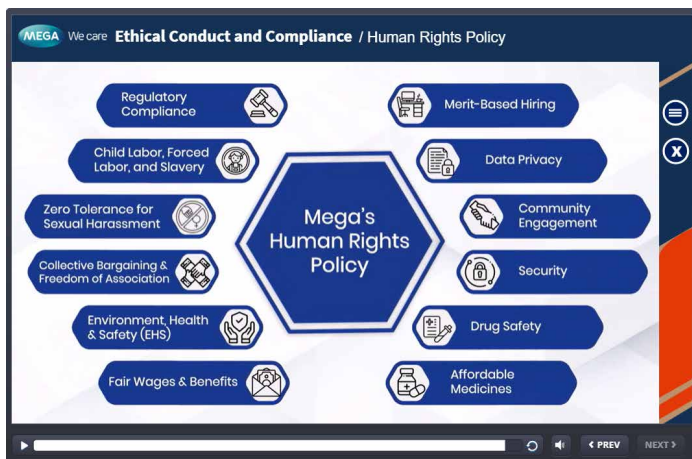 MEGA We care Ethical Conduct and Compliance / Human Rights Policy
Regulatory
Compliance
Child Labor, Forced
Labor, and Slavery
Zero Tolerance for
Sexual Harassment
Collective Bargaining &
Freedom of Association
Environment, Health
& Safety (EHS)
Fair Wages & Benefits
Mega's
Human Rights
Policy
Merit-Based Hiring
Data Privacy
Community
Engagement
Security
Drug Safety
Affordable
Medicines
X
< PREV
NEXT >